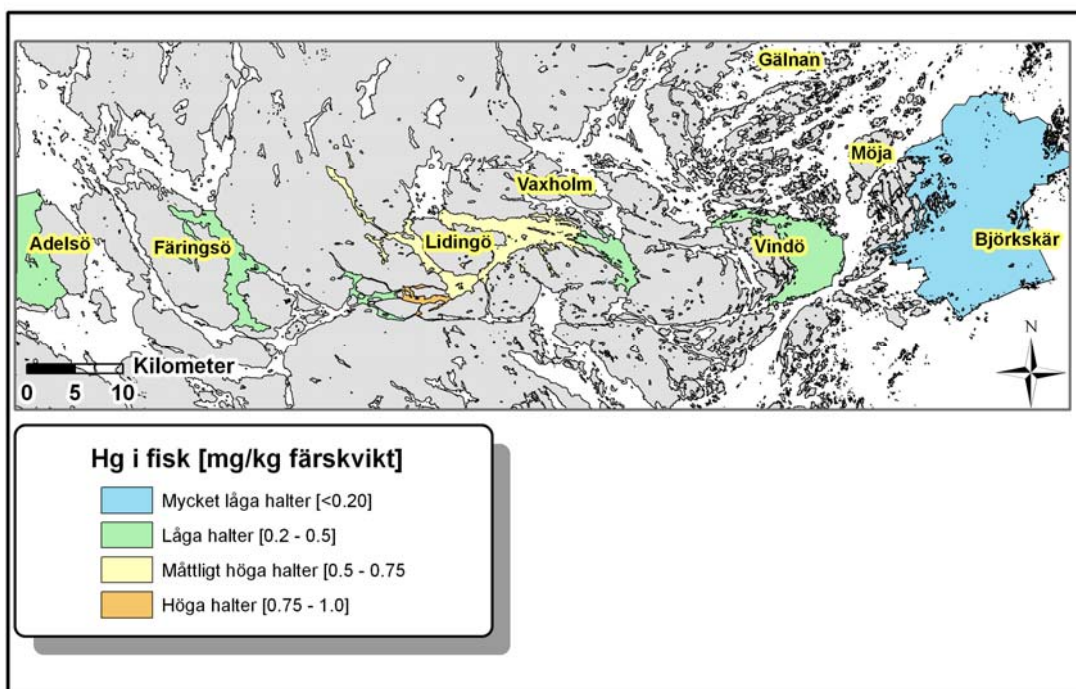 Gälnan
Möja
Vaxholm
Adelsö
Färingsö
Lidingö
Vindö
Björkskär
N
Kilometer
0 5 10
Hg i fisk [mg/kg färskvikt]
Mycket låga halter [<0.20]
Låga halter [0.2 - 0.5]
Måttligt höga halter [0.5 - 0.75
Höga halter [0.75 - 1.0]